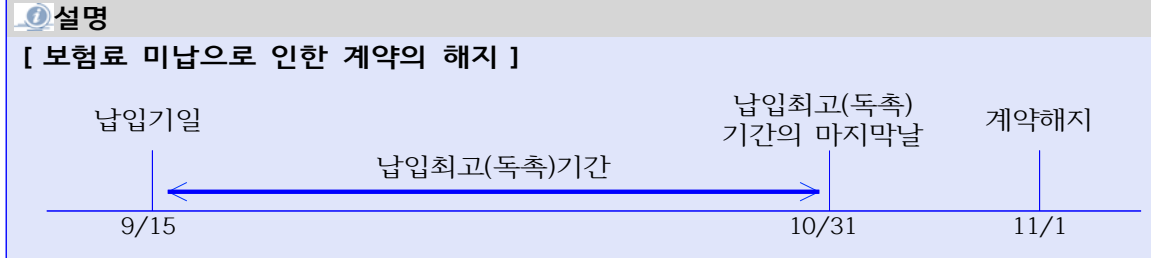 설명
[ 보험료 미납으로 인한 계약의 해지 ]
납입기일
납입최고(독촉)
기간의 마지막날
계약해지
납입최고(독촉)기간
9/15
10/31
11/1